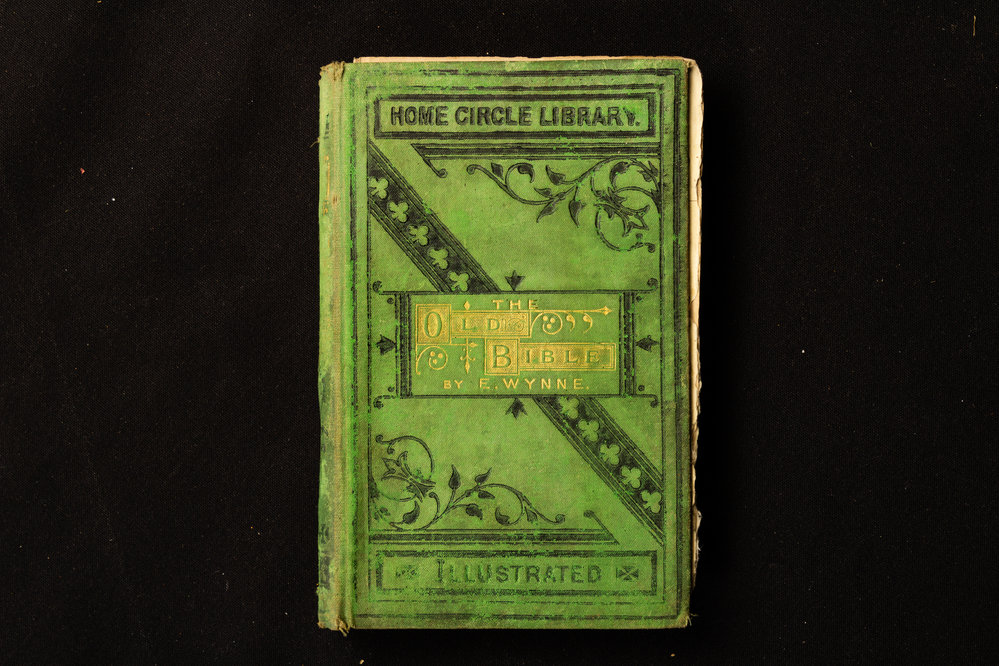 HOME CIRCLE LIBRARY.
THE
OLD
BIBLE
BY E. WYNNE.
ILLUSTRATED